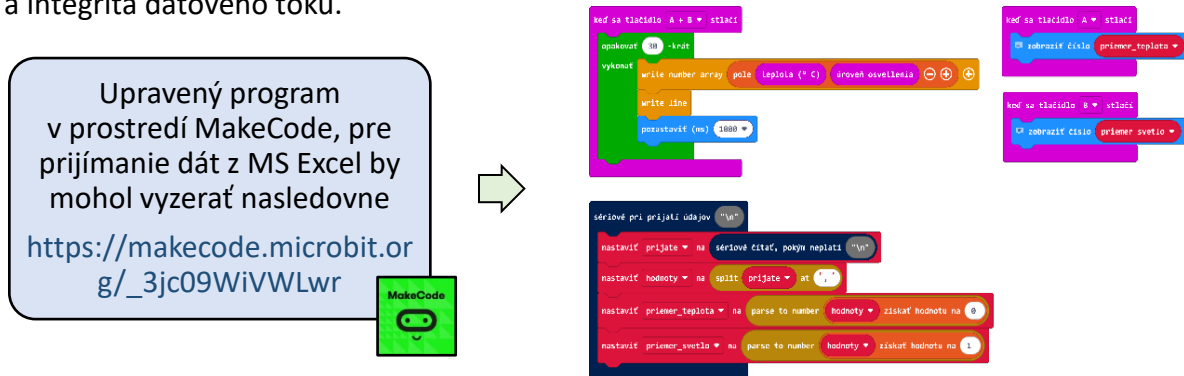 a integrita dátového toku.
Upravený program
v prostredí MakeCode, pre
prijímanie dát z MS Excel by
mohol vyzerať nasledovne
https://makecode.microbit.or
g/_3jc09WiVWLwr
MakeCode
keď sa tlačidlo A + B stlačí
opakovať 30 -krát
vykonať
write number array pole teplota (° C) úroveň osvetlenia
write line
pozastaviť (ms) 1000
keď sa tlačidlo A stlačí
zobraziť číslo priemer_teplota
keď sa tlačidlo B stlačí
zobraziť číslo priemer_svetlo
sériové pri prijatí údajov "\n"
nastaviť prijate na sériové čítať, pokým neplatí "\n"
nastaviť hodnoty na split prijate at ","
nastaviť priemer_teplota na parse to number hodnoty získať hodnotu na 0
nastaviť priemer_svetlo na parse to number hodnoty získať hodnotu na 1